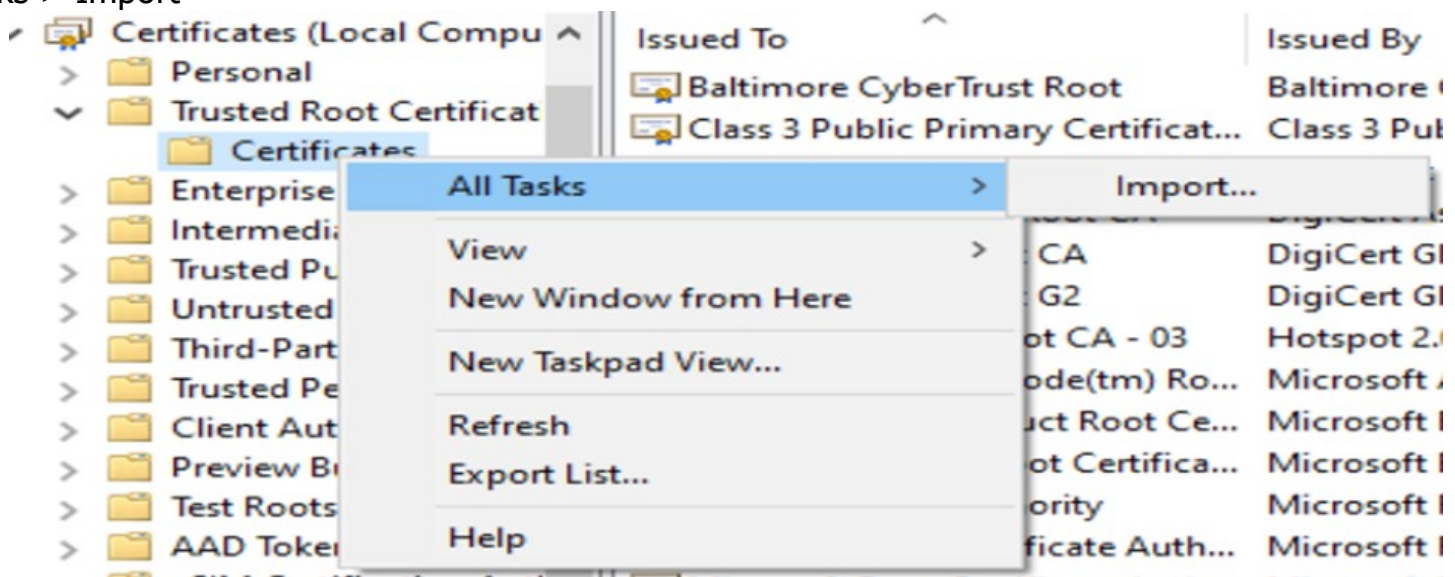 Import
Certificates (Local Compu
Personal
Trusted Root Certificat
Certificates
Enterprise
Intermedi
Trusted Pu
Untrusted
Third-Part
Trusted Pe
Client Aut
Preview
Test Roots
AAD Toke
All Tasks
View
New Window from Here
New Taskpad View...
Refresh
Export List...
Help
Import...
Issued To
Issued By
Baltimore CyberTrust Root
Baltimore
Class 3 Public Primary Certificat...
Class 3 Pub
CA
DigiCert Gl
G2
DigiCert Gl
ot CA - 03
Hotspot 2.
ode(tm) Ro...
Microsoft
uct Root Ce...
Microsoft
ot Certifica...
Microsoft
ority
Microsoft
ficate Auth...
Microsoft